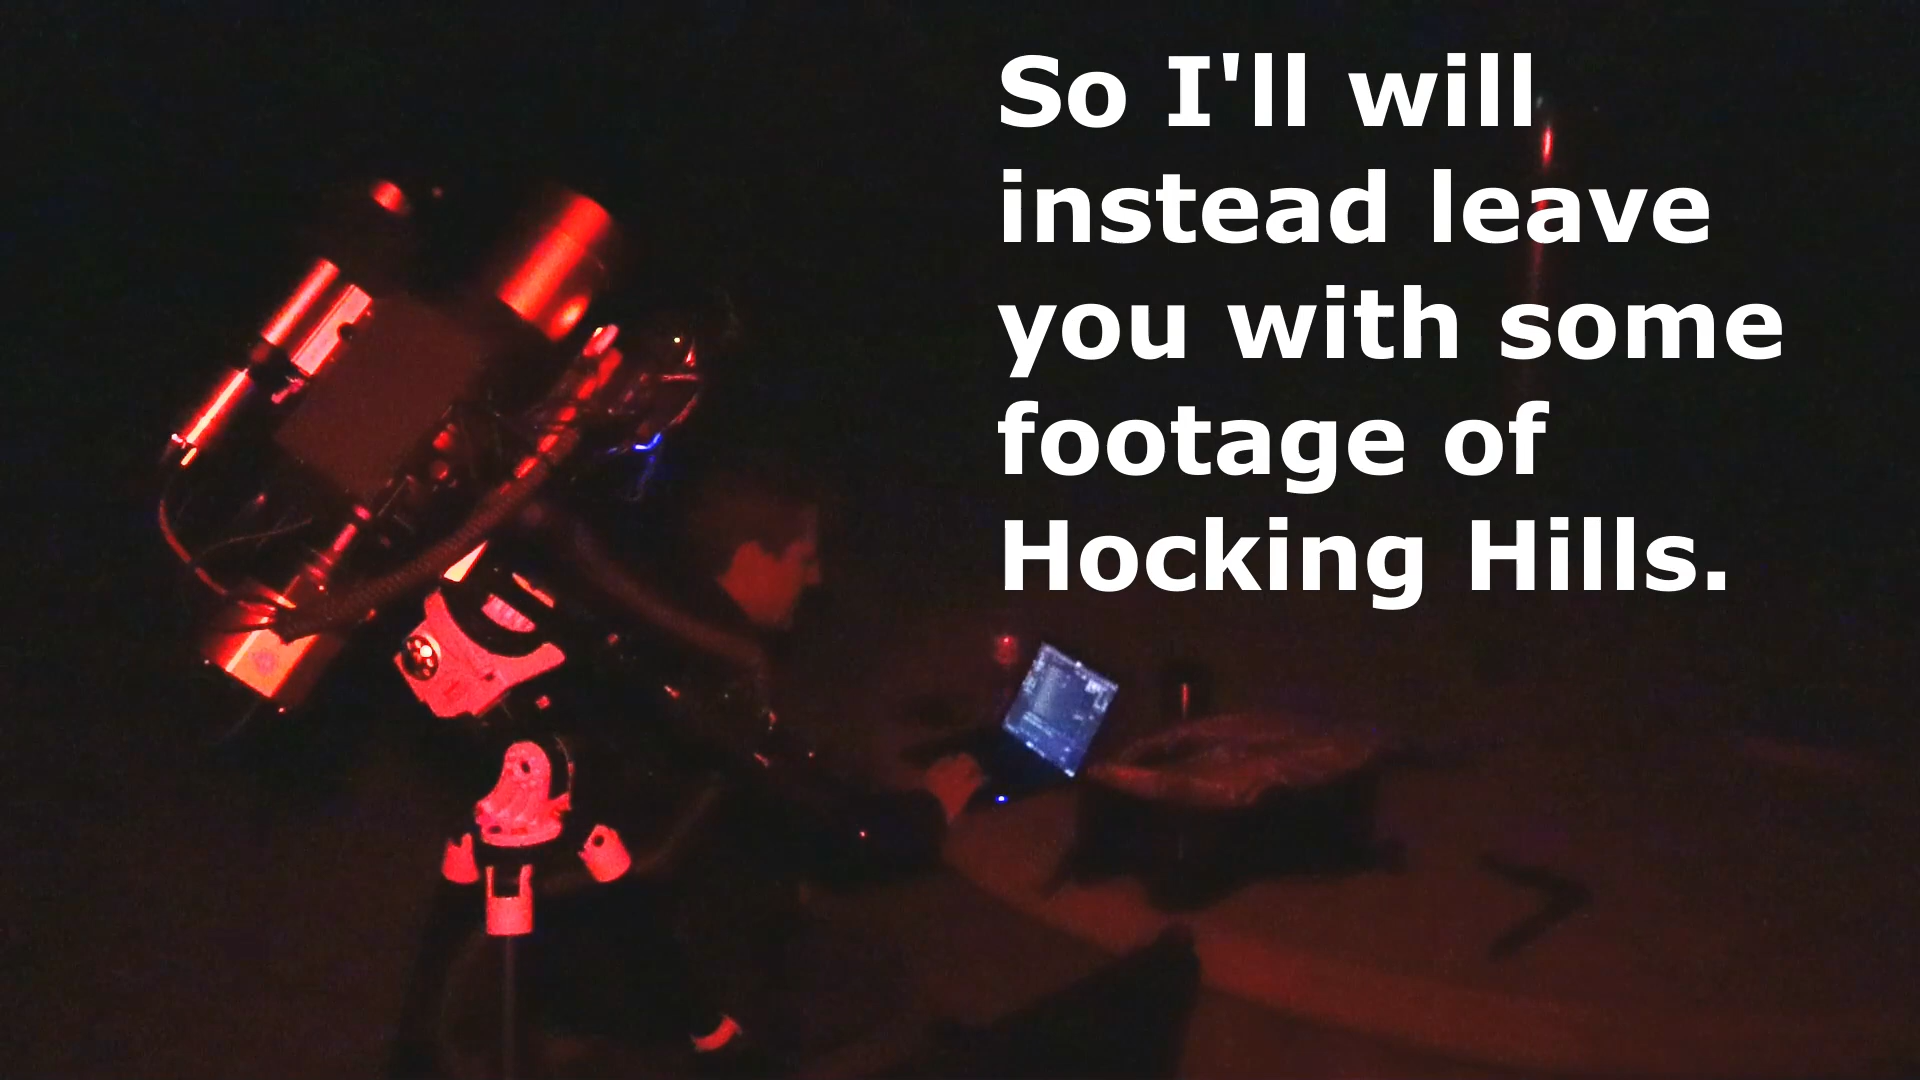 So I'll will
instead leave
you with some
footage of
Hocking Hills.